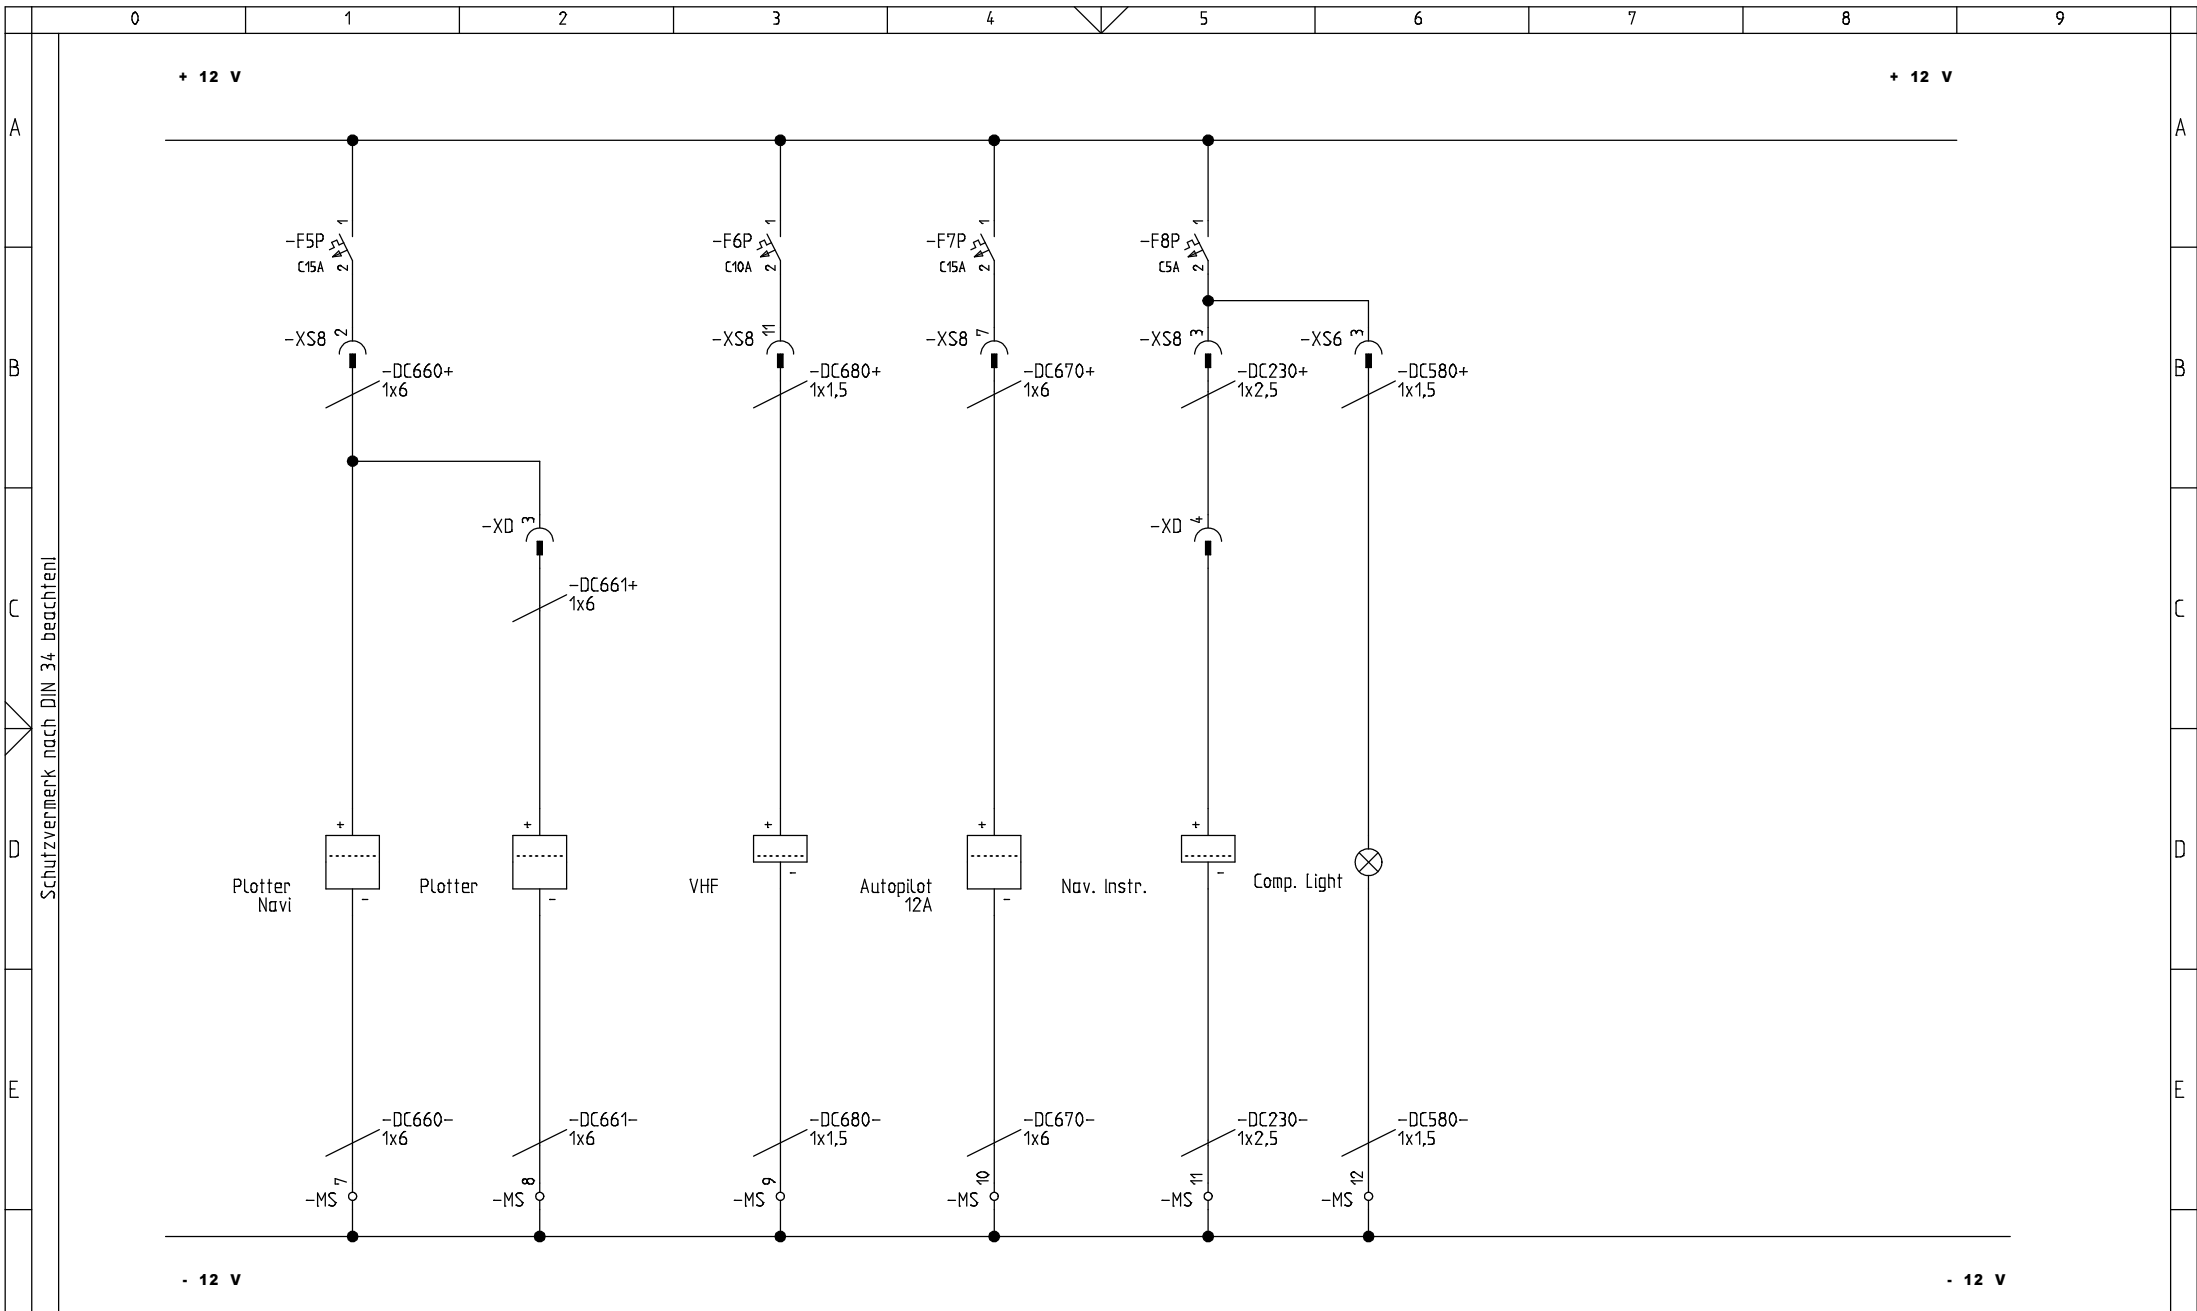 0 1 2 3 4 5 6 7 8 9
+ 12 V + 12 V
A A
1 1 1 1
-F5P -F6P -F7P -F8P
C15A 2 C10A 2 C15A 2 C5A 2
-XS8 2 -XS8 11 -XS8 7 -XS8 3 -XS6 3
B B
-DC660+ -DC680+ -DC670+ -DC230+ -DC580+
1x6 1x1,5 1x6 1x2,5 1x1,5
-XD 3 -XD 4
-DC661+
1x6
C C
Schutzvermerk nach DIN 34 beachten!
+ + + + +
D D
Plotter Plotter VHF Autopilot Nav. Instr. Comp. Light
Navi 12A
- - - - -
E E
-DC660- -DC661- -DC680- -DC670- -DC230- -DC580-
1x6 1x6 1x1,5 1x6 1x2,5 1x1,5
-MS 7 -MS 8 -MS 9 -MS 10 -MS 11 -MS 12
- 12 V - 12 V